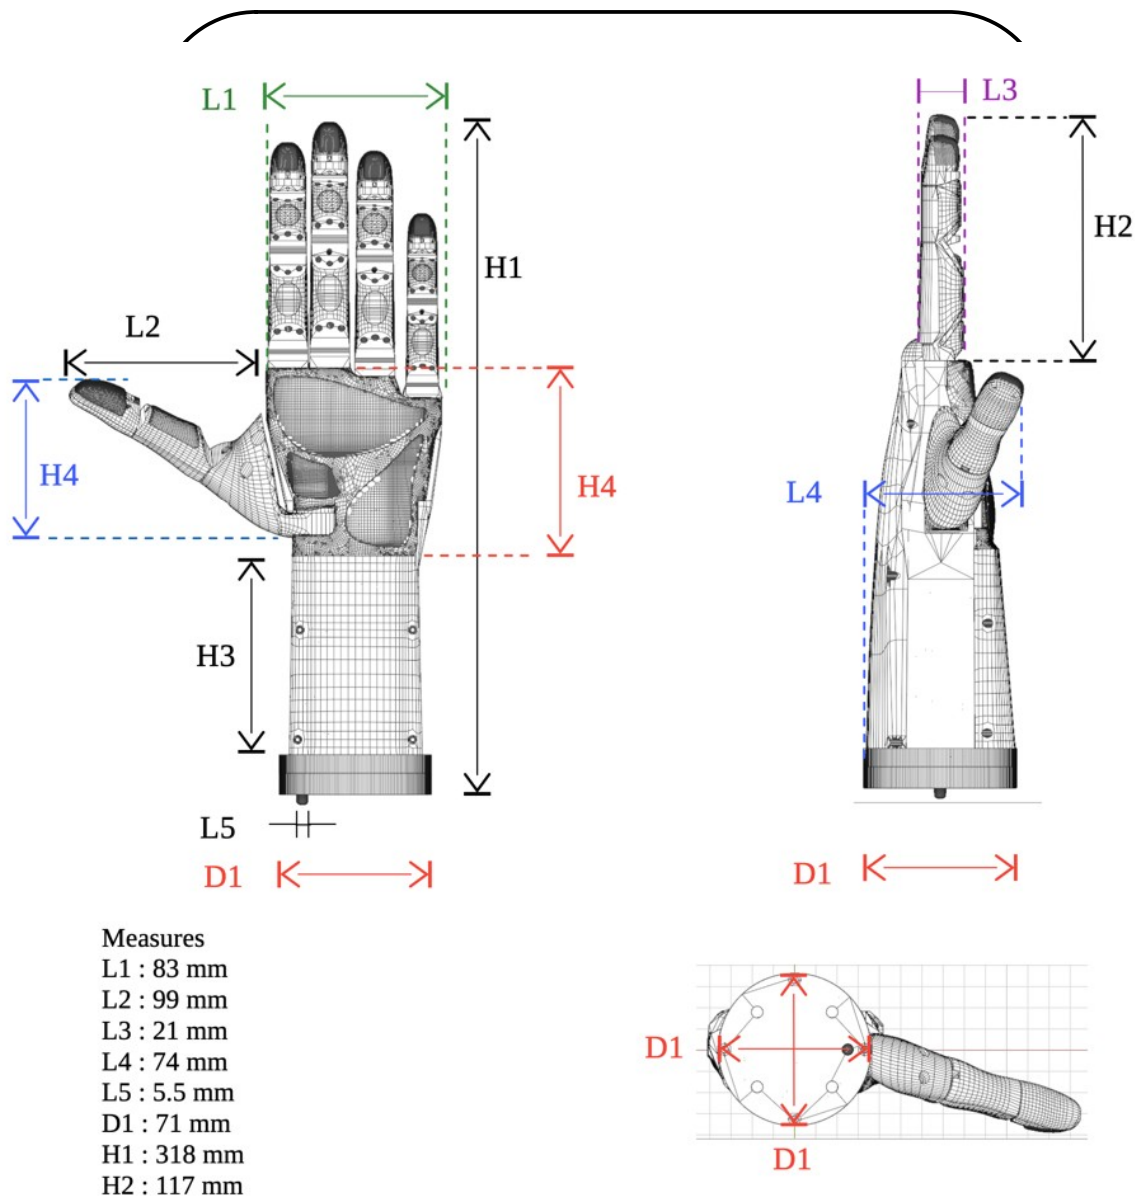 L1
L3
H2
H1
L2
H4
H4
L4
H3
L5
D1
D1
Measures
L1 : 83 mm
L2 : 99 mm
L3 : 21 mm
L4 : 74 mm
L5 : 5.5 mm
D1 : 71 mm
H1 : 318 mm
H2 : 117 mm
D1
D1